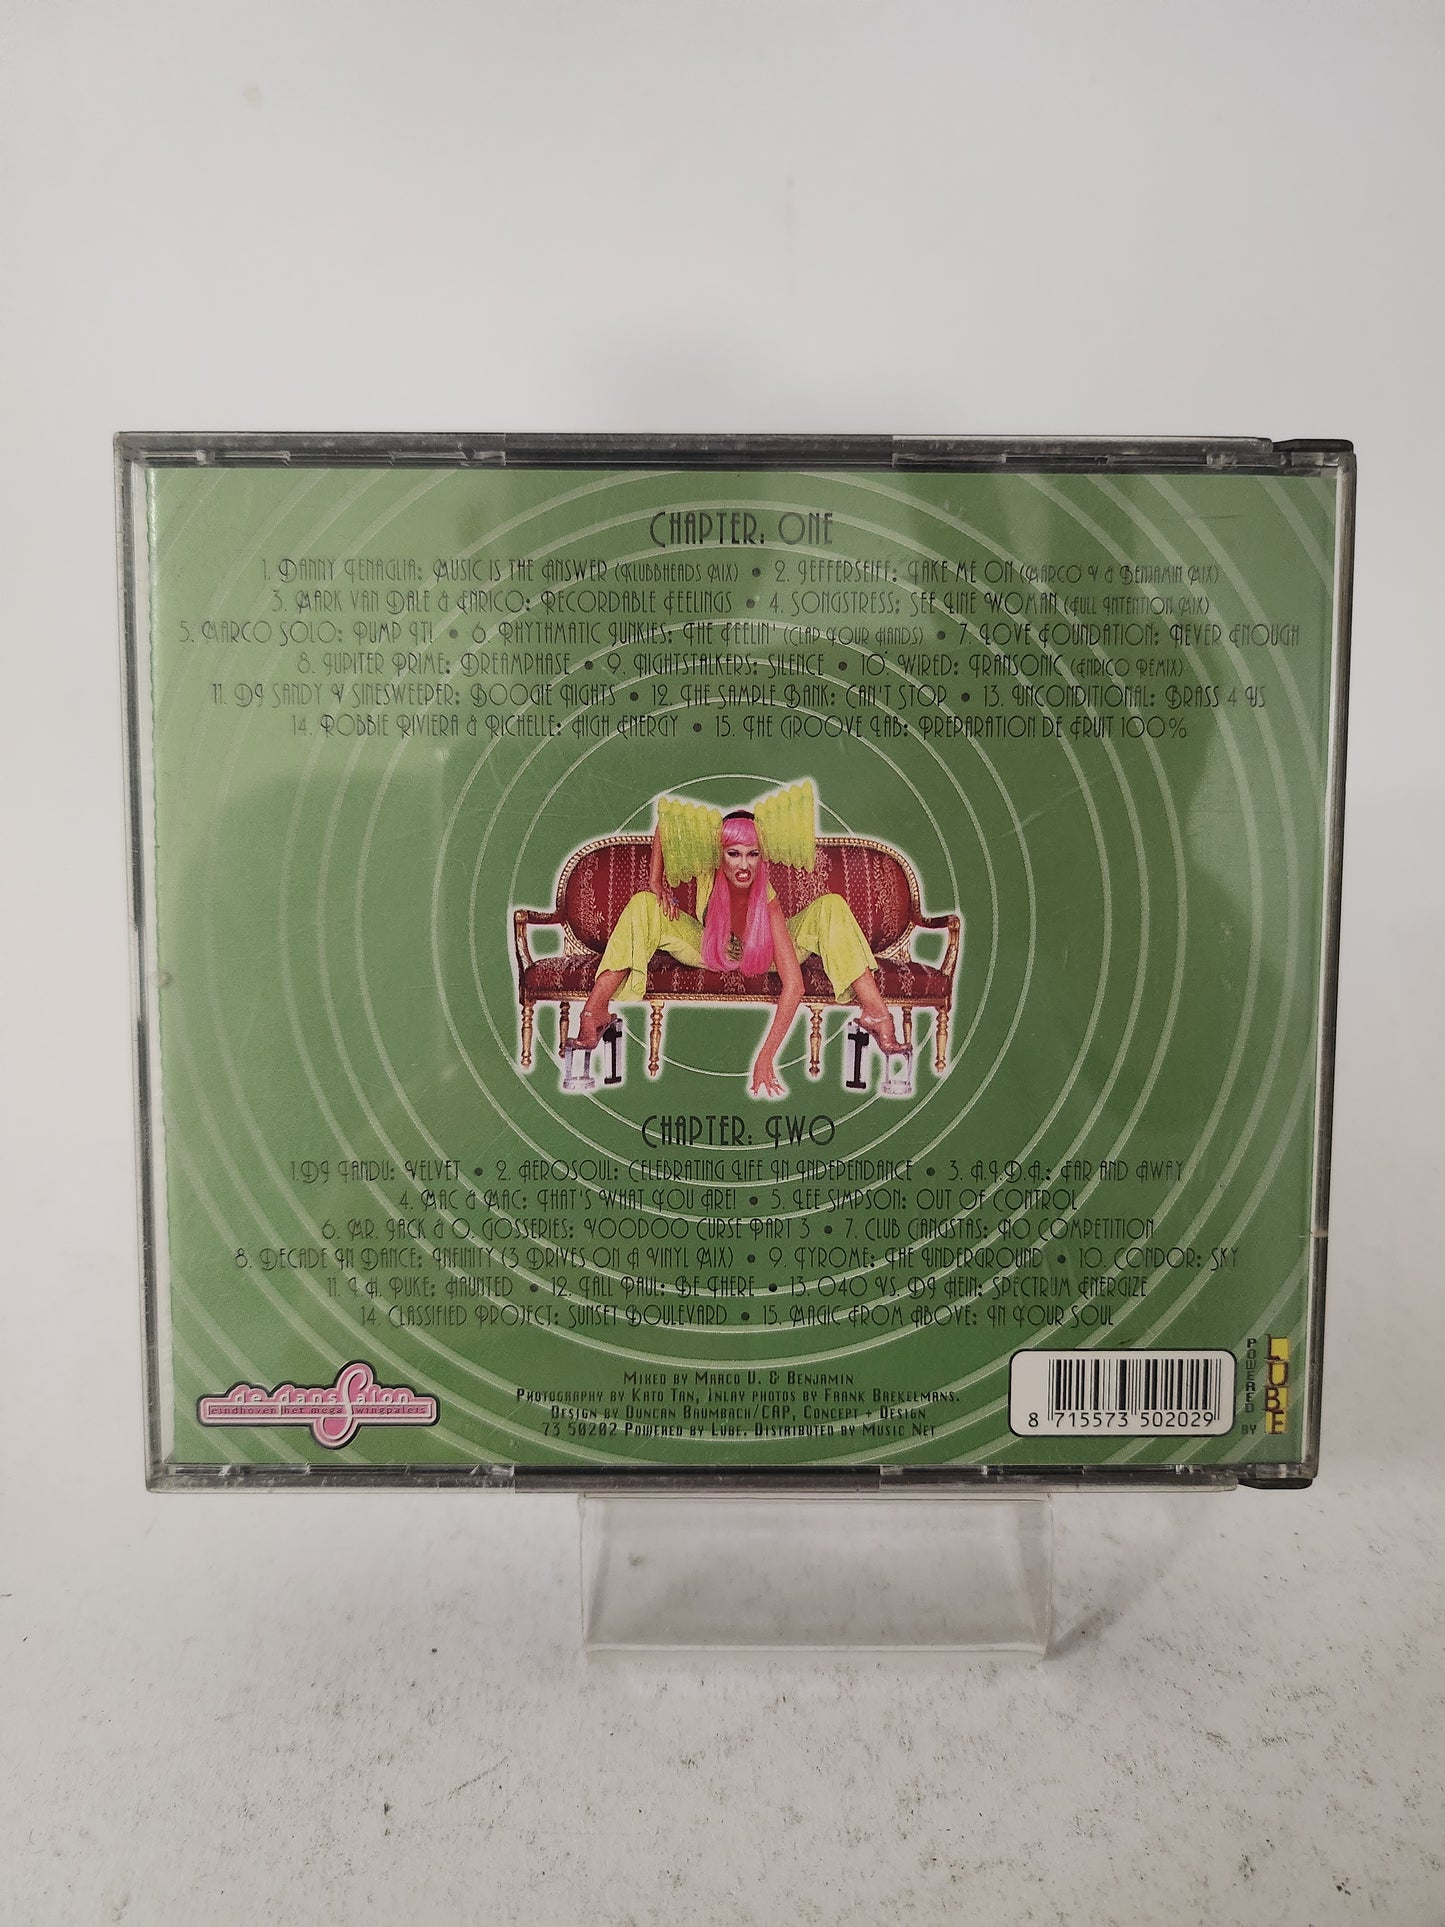 CHAPTER: ONE
1. DANNY TENAGLIA: MUSIC IS THE ANSWER (KLUBBHEADS MIX) • 2. JEFFERSEIFF: TAKE ME ON (MARCO V & BENJAMIN MIX)
3. MARK VAN DALE & ENRICO: RECORDABLE FEELINGS • 4. SONGSTRESS: SEE LINE WOMAN (FULL INTENTION MIX)
5. MARCO SOLO: PUMP IT! • 6. RHYTHMATIC JUNKIES: THE FEELIN' (CLAP YOUR HANDS) • 7. LOVE FOUNDATION: NEVER ENOUGH
8. JUPITER PRIME: DREAMPHASE • 9. NIGHTSTALKERS: SILENCE • 10. WIRED: TRANSONIC (ENRICO REMIX)
11. DJ SANDY V SINESWEEPER: BOOGIE NIGHTS • 12. THE SAMPLE BANK: CAN'T STOP • 13. UNCONDITIONAL: BRASS 4 US
14. ROBBIE RIVIERA & RICHELLE: HIGH ENERGY • 15. THE GROOVE LAB: PREPARATION DE FRUIT 100%
CHAPTER: TWO
1. DJ TANDU: VELVET • 2. AEROSOUL: CELEBRATING LIFE IN INDEPENDANCE • 3. A.I.D.A.: FAR AND AWAY
4. MAC & MAC: THAT'S WHAT YOU ARE! • 5. LEE SIMPSON: OUT OF CONTROL
6. MR. JACK & O. GOSSERIES: VOODOO CURSE PART 3 • 7. CLUB GANGSTAS: NO COMPETITION
8. DECADE IN DANCE: INFINITY (3 DRIVES ON A VINYL MIX) • 9. TYROME: THE UNDERGROUND • 10. CONDOR: SKY
11. I.H. PUKE: HAUNTED • 12. TALL PAUL: BE THERE • 13. 040 VS. DJ HEIN: SPECTRUM ENERGIZE
14. CLASSIFIED PROJECT: SUNSET BOULEVARD • 15. MAGIC FROM ABOVE: IN YOUR SOUL
MIXED BY MARCO V. & BENJAMIN
PHOTOGRAPHY BY KATO TAN, INLAY PHOTOS BY FRANK BREKELMANS.
DESIGN BY DUNCAN BAUMBACH/CAP, CONCEPT + DESIGN
73 50202 POWERED BY LUBE. DISTRIBUTED BY MUSIC NET
de dansSalon
eindhoven het mega swingpaleis
8 715573 502029
POWERED BY
LUBE